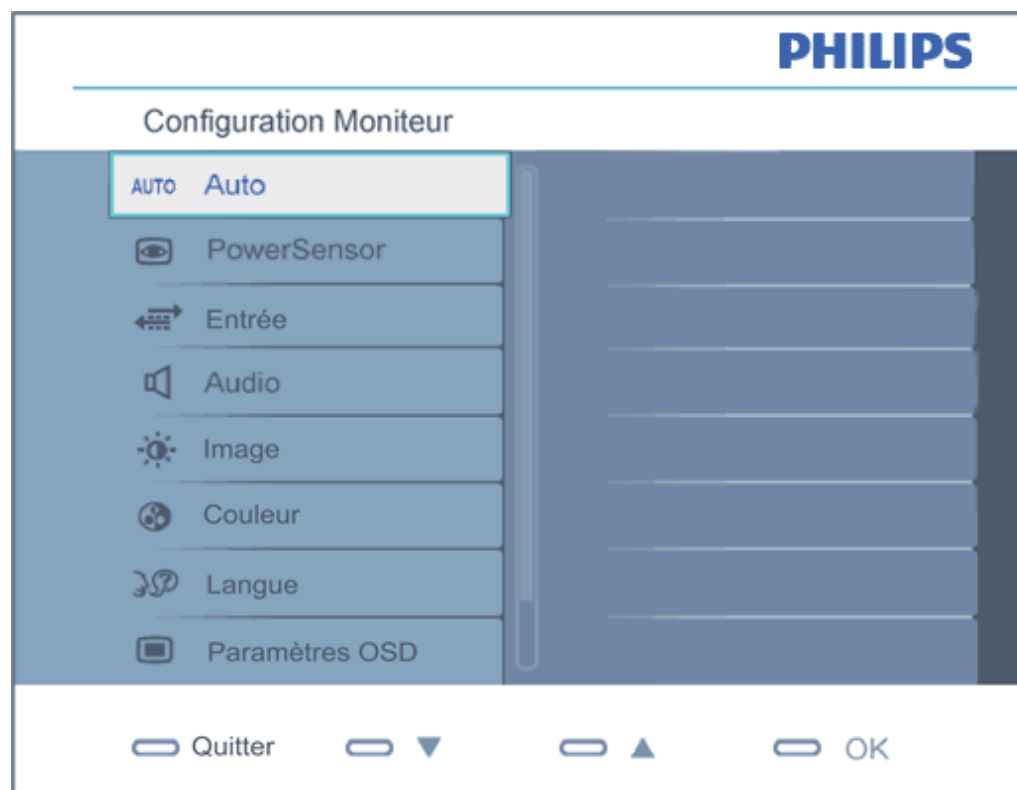 PHILIPS
Configuration Moniteur
AUTO Auto
PowerSensor
Entrée
Audio
Image
Couleur
Langue
Paramètres OSD
Quitter ▼ ▲ OK